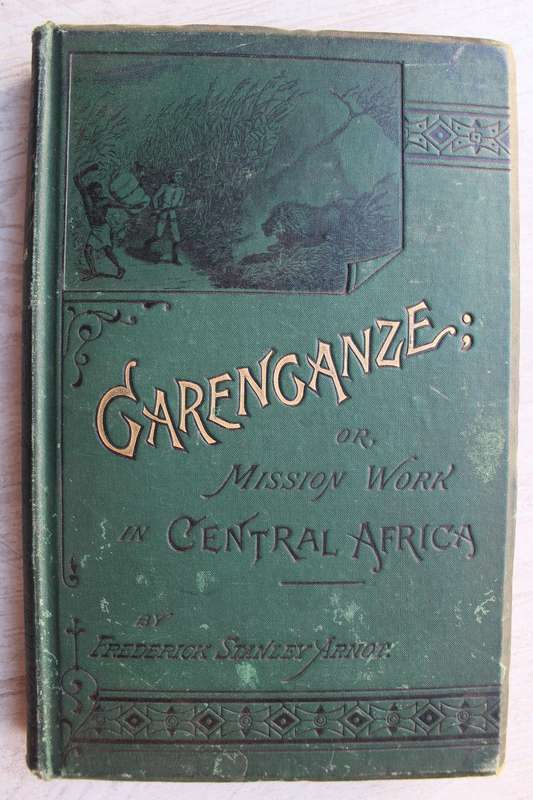 GARENGANZE;
OR,
MISSION WORK
IN CENTRAL AFRICA
BY
FREDERICK STANLEY ARNOT.